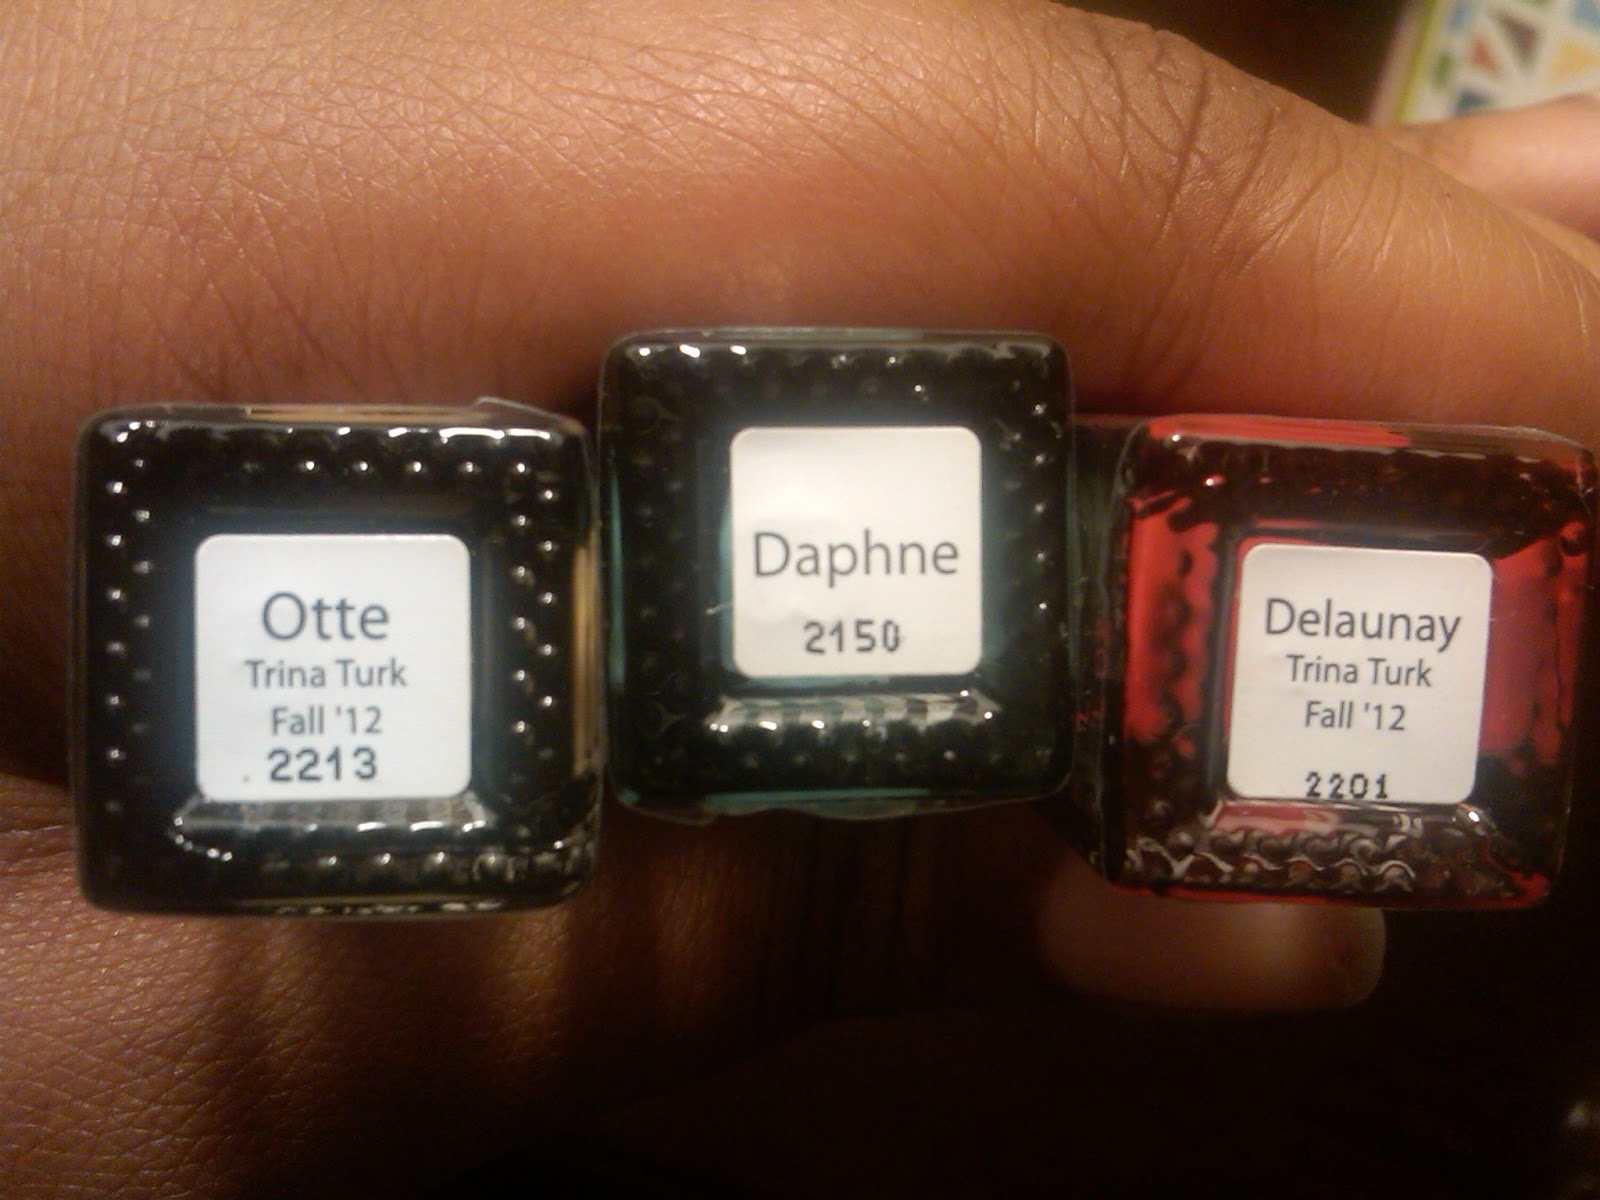 Otte
Trina Turk
Fall '12
2213
Daphne
2150
Delaunay
Trina Turk
Fall '12
2201